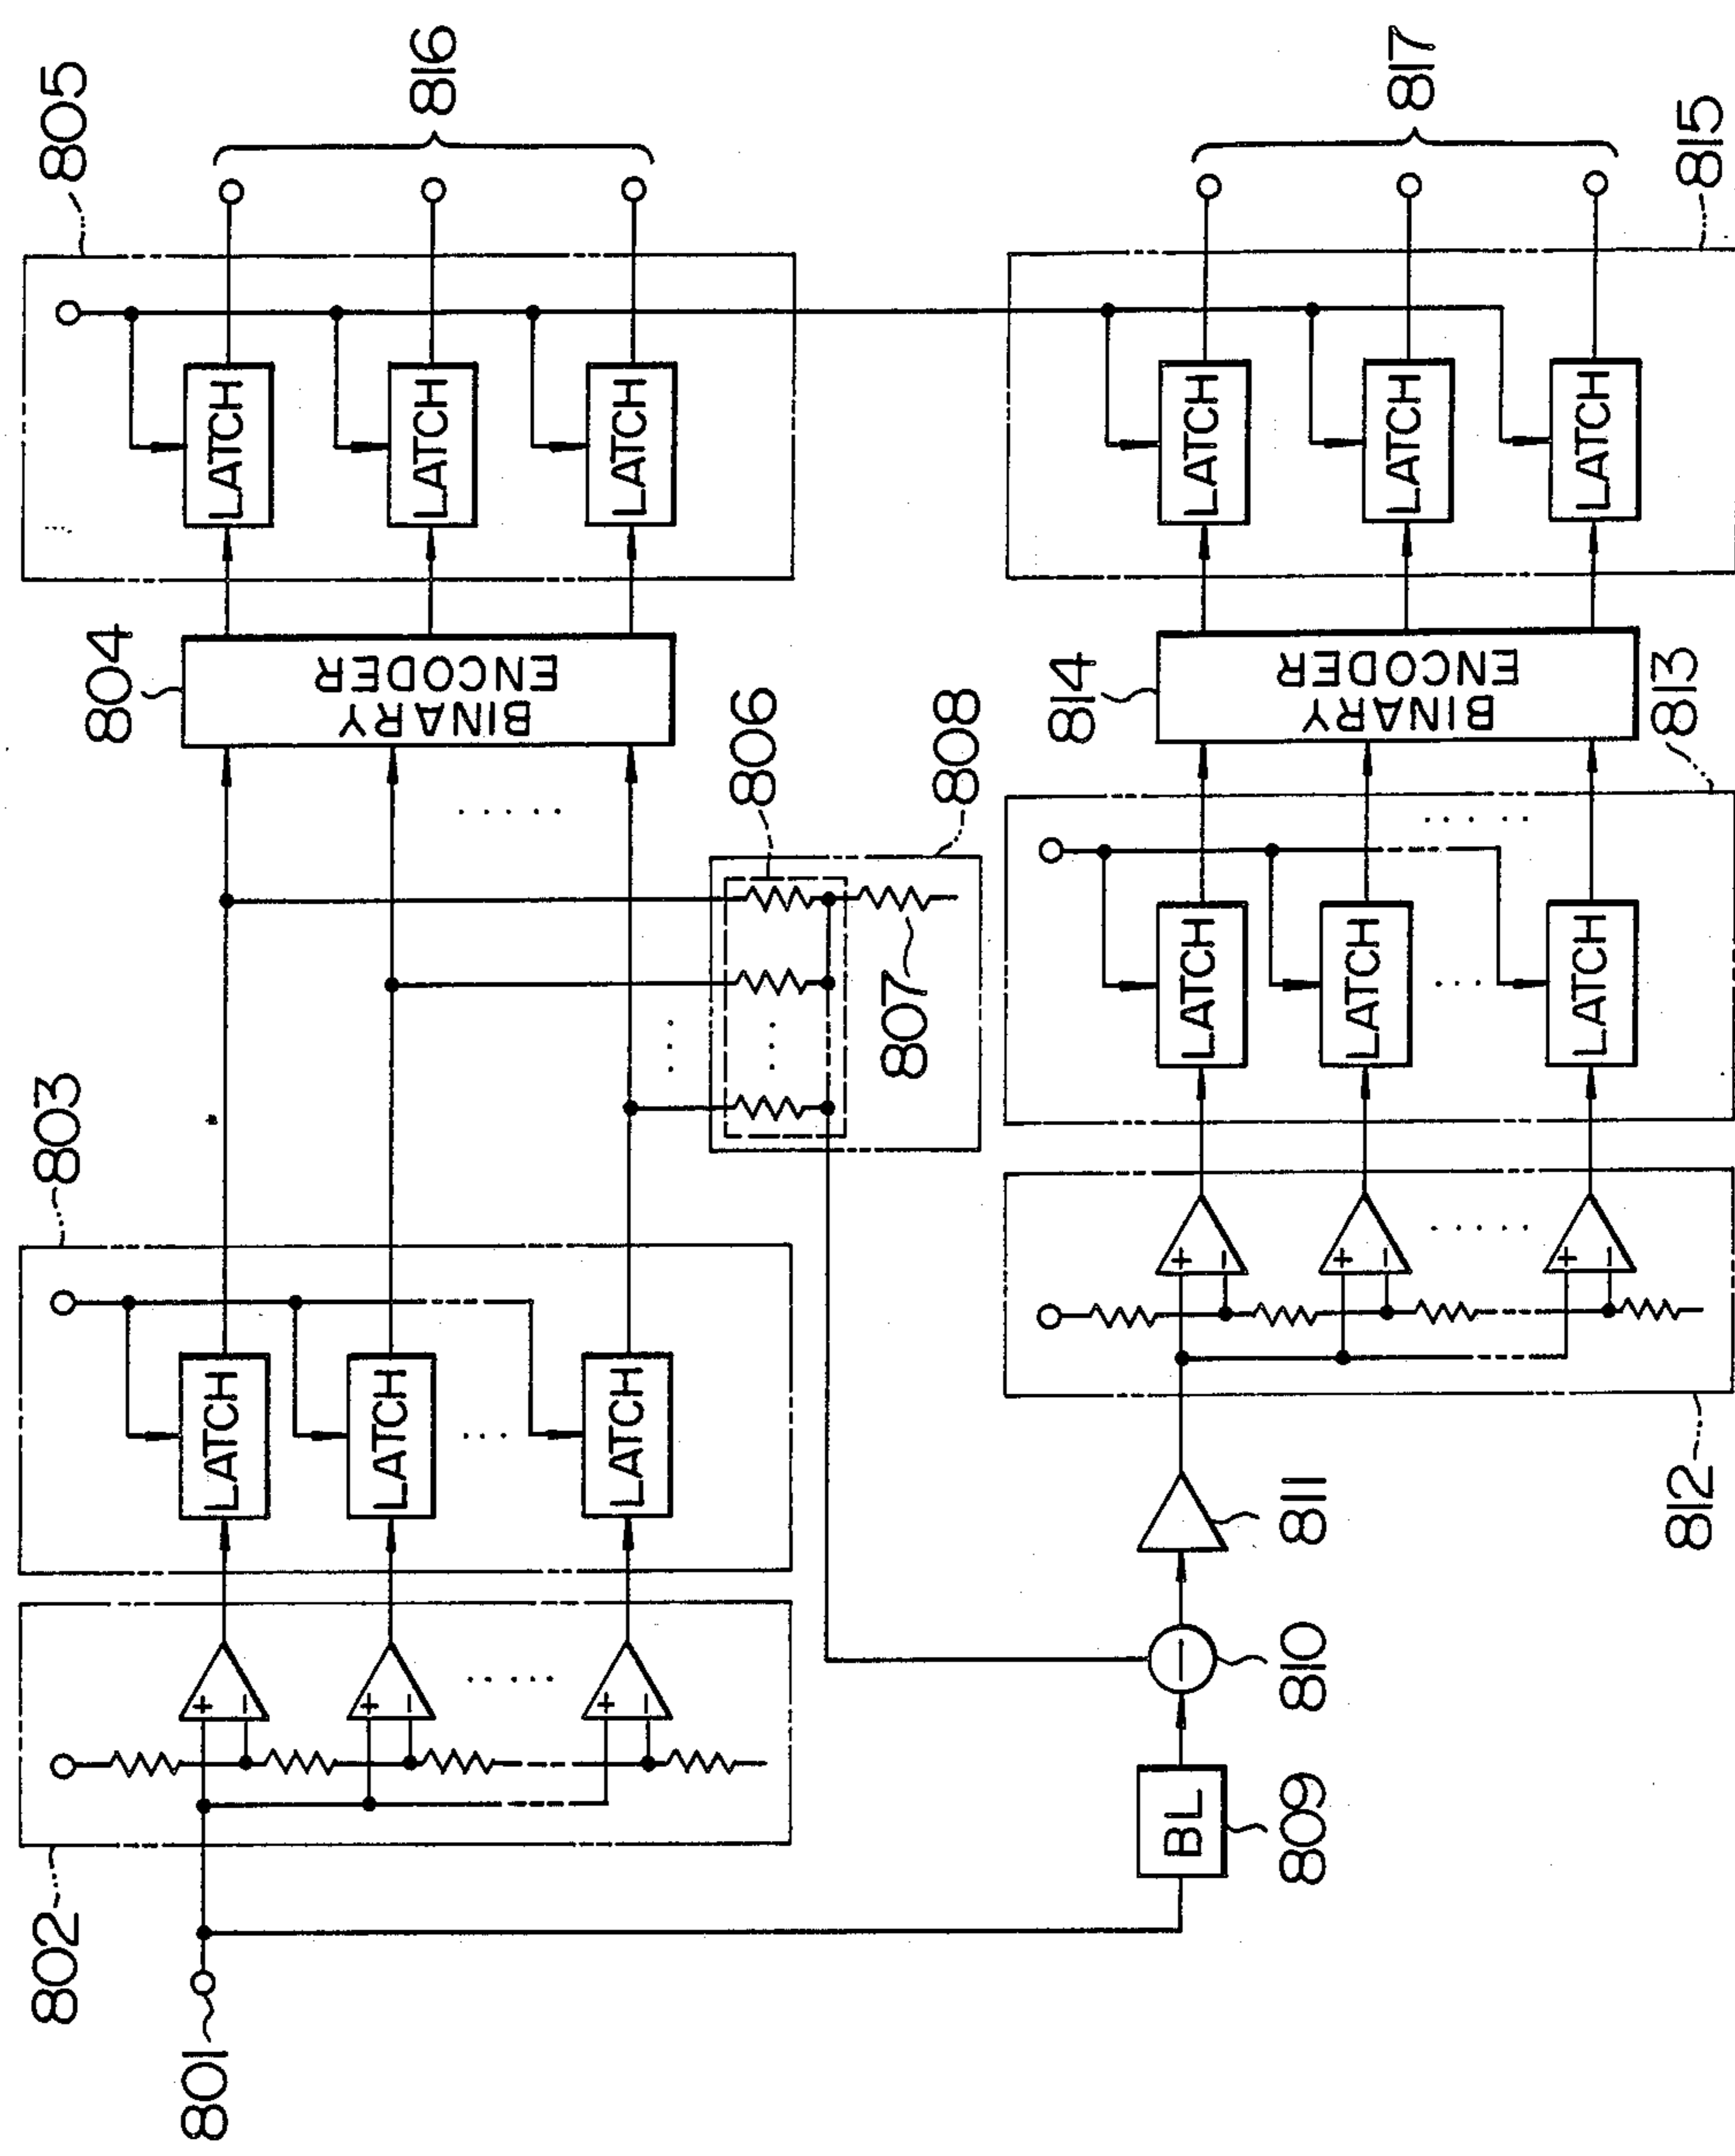 801
802
803
804
805
806
807
808
809
810
811
812
813
814
815
816
817
+
−
+
−
+
−
LATCH
LATCH
LATCH
BINARY
ENCODER
LATCH
LATCH
LATCH
BL
−
+
−
+
−
+
−
LATCH
LATCH
LATCH
BINARY
ENCODER
LATCH
LATCH
LATCH